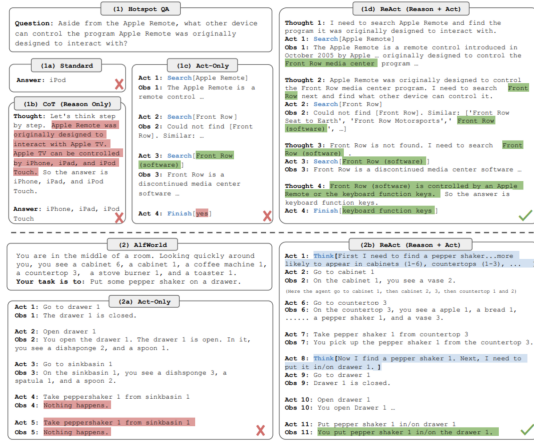 (1) Hotspot QA
Question: Aside from the Apple Remote, what other device
can control the program Apple Remote was originally
designed to interact with?
(1a) Standard
Answer: iPod
(1b) CoT (Reason Only)
Thought: Let's think step
by step. Apple Remote was
originally designed to
interact with Apple TV.
Apple TV can be controlled
by iPhone, iPad, and iPod
Touch. So the answer is
iPhone, iPad, and iPod
Touch.
Answer: iPhone, iPad, iPod
Touch
(1c) Act-Only
Act 1: Search[Apple Remote]
Obs 1: The Apple Remote is a
remote control …
Act 2: Search[Front Row]
Obs 2: Could not find [Front
Row]. Similar: …
Act 3: Search[Front Row
(software)]
Obs 3: Front Row is a
discontinued media center
software …
Act 4: Finish[yes]
(1d) ReAct (Reason + Act)
Thought 1: I need to search Apple Remote and find the
program it was originally designed to interact with.
Act 1: Search[Apple Remote]
Obs 1: The Apple Remote is a remote control introduced in
October 2005 by Apple … originally designed to control the
Front Row media center program …
Thought 2: Apple Remote was originally designed to control
the Front Row media center program. I need to search Front
Row next and find what other device can control it.
Act 2: Search[Front Row]
Obs 2: Could not find [Front Row]. Similar: ['Front Row
Seat to Earth', 'Front Row Motorsports', 'Front Row
(software)', …]
Thought 3: Front Row is not found. I need to search Front
Row (software) .
Act 3: Search[Front Row (software)]
Obs 3: Front Row is a discontinued media center software …
Thought 4: Front Row (software) is controlled by an Apple
Remote or the keyboard function keys. So the answer is
keyboard function keys.
Act 4: Finish[keyboard function keys]
(2) AlfWorld
You are in the middle of a room. Looking quickly around
you, you see a cabinet 6, a cabinet 1, a coffee machine 1,
a countertop 3, a stove burner 1, and a toaster 1.
Your task is to: Put some pepper shaker on a drawer.
(2a) Act-Only
Act 1: Go to drawer 1
Obs 1: The drawer 1 is closed.
Act 2: Open drawer 1
Obs 2: You open the drawer 1. The drawer 1 is open. In it,
you see a dishsponge 2, and a spoon 1.
Act 3: Go to sinkbasin 1
Obs 3: On the sinkbasin 1, you see a dishsponge 3, a
spatula 1, and a spoon 2.
Act 4: Take peppershaker 1 from sinkbasin 1
Obs 4: Nothing happens.
Act 5: Take peppershaker 1 from sinkbasin 1
Obs 5: Nothing happens.
(2b) ReAct (Reason + Act)
Act 1: Think[First I need to find a pepper shaker...more
likely to appear in cabinets (1-6), countertops (1-3), ...
Act 2: Go to cabinet 1
Obs 2: On the cabinet 1, you see a vase 2.
(Here the agent go to cabinet 1, then cabinet 2, 3, then countertop 1 and 2)
Act 6: Go to countertop 3
Obs 6: On the countertop 3, you see a apple 1, a bread 1,
...... a pepper shaker 1, and a vase 3.
Act 7: Take pepper shaker 1 from countertop 3
Obs 7: You pick up the pepper shaker 1 from the countertop 3.
Act 8: Think[Now I find a pepper shaker 1. Next, I need to
put it in/on drawer 1. ]
Act 9: Go to drawer 1
Obs 9: Drawer 1 is closed.
Act 10: Open drawer 1
Obs 10: You open Drawer 1 …
Act 11: Put pepper shaker 1 in/on drawer 1
Obs 11: You put pepper shaker 1 in/on the drawer 1.